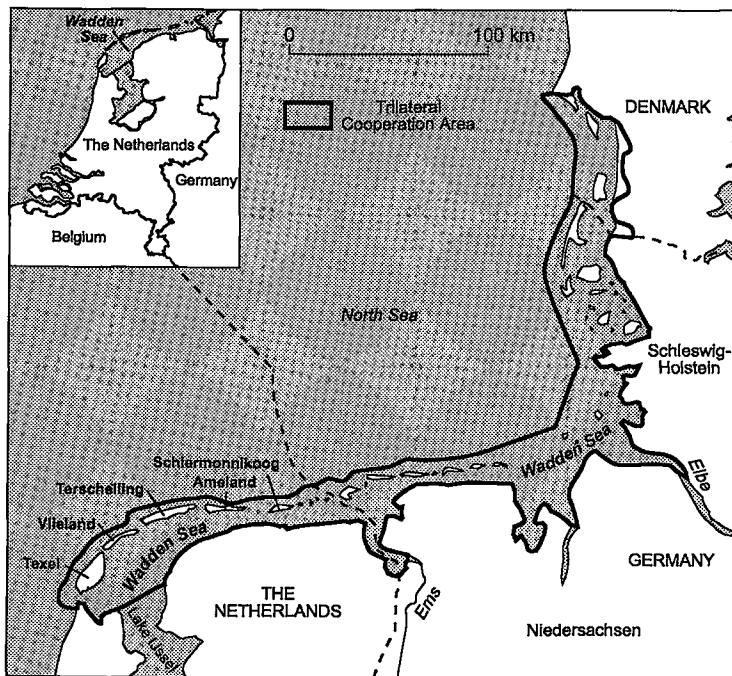 Wadden
Sea
The Netherlands
Germany
Belgium
0 100 km
Trilateral
Cooperation Area
DENMARK
North Sea
Schleswig-
Holstein
Wadden Sea
Elbe
Schiermonnikoog
Ameland
Terschelling
Vlieland
Texel
Wadden Sea
THE
NETHERLANDS
Lake IJssel
Ems
GERMANY
Niedersachsen